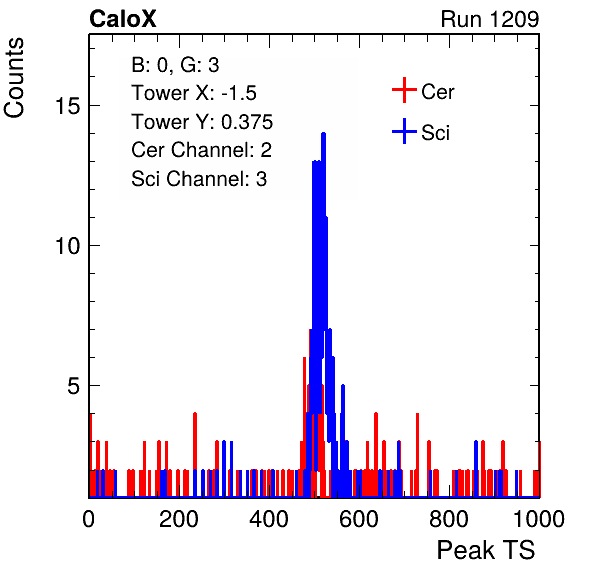 CaloX Run 1209
Counts
B: 0, G: 3
Tower X: -1.5
Tower Y: 0.375
Cer Channel: 2
Sci Channel: 3
Cer
Sci
15
10
5
0 200 400 600 800 1000
Peak TS